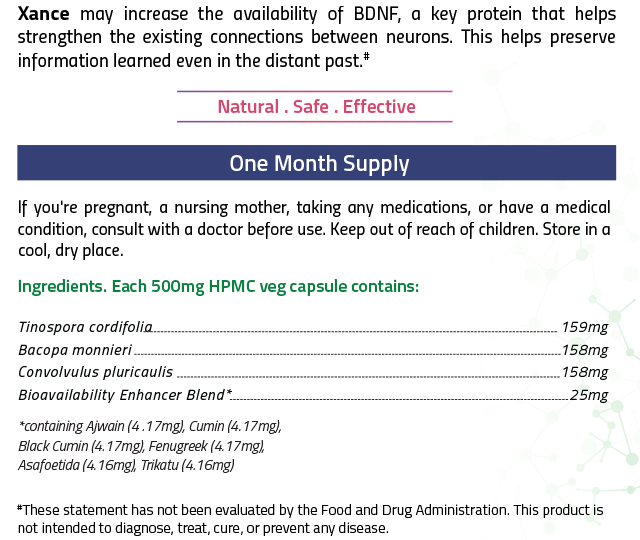 Xance may increase the availability of BDNF, a key protein that helps
strengthen the existing connections between neurons. This helps preserve
information learned even in the distant past.#
Natural . Safe . Effective
One Month Supply
If you're pregnant, a nursing mother, taking any medications, or have a medical
condition, consult with a doctor before use. Keep out of reach of children. Store in a
cool, dry place.
Ingredients. Each 500mg HPMC veg capsule contains:
Tinospora cordifolia 159mg
Bacopa monnieri 158mg
Convolvulus pluricaulis 158mg
Bioavailability Enhancer Blend* 25mg
*containing Ajwain (4 .17mg), Cumin (4.17mg),
Black Cumin (4.17mg), Fenugreek (4.17mg),
Asafoetida (4.16mg), Trikatu (4.16mg)
#These statement has not been evaluated by the Food and Drug Administration. This product is
not intended to diagnose, treat, cure, or prevent any disease.